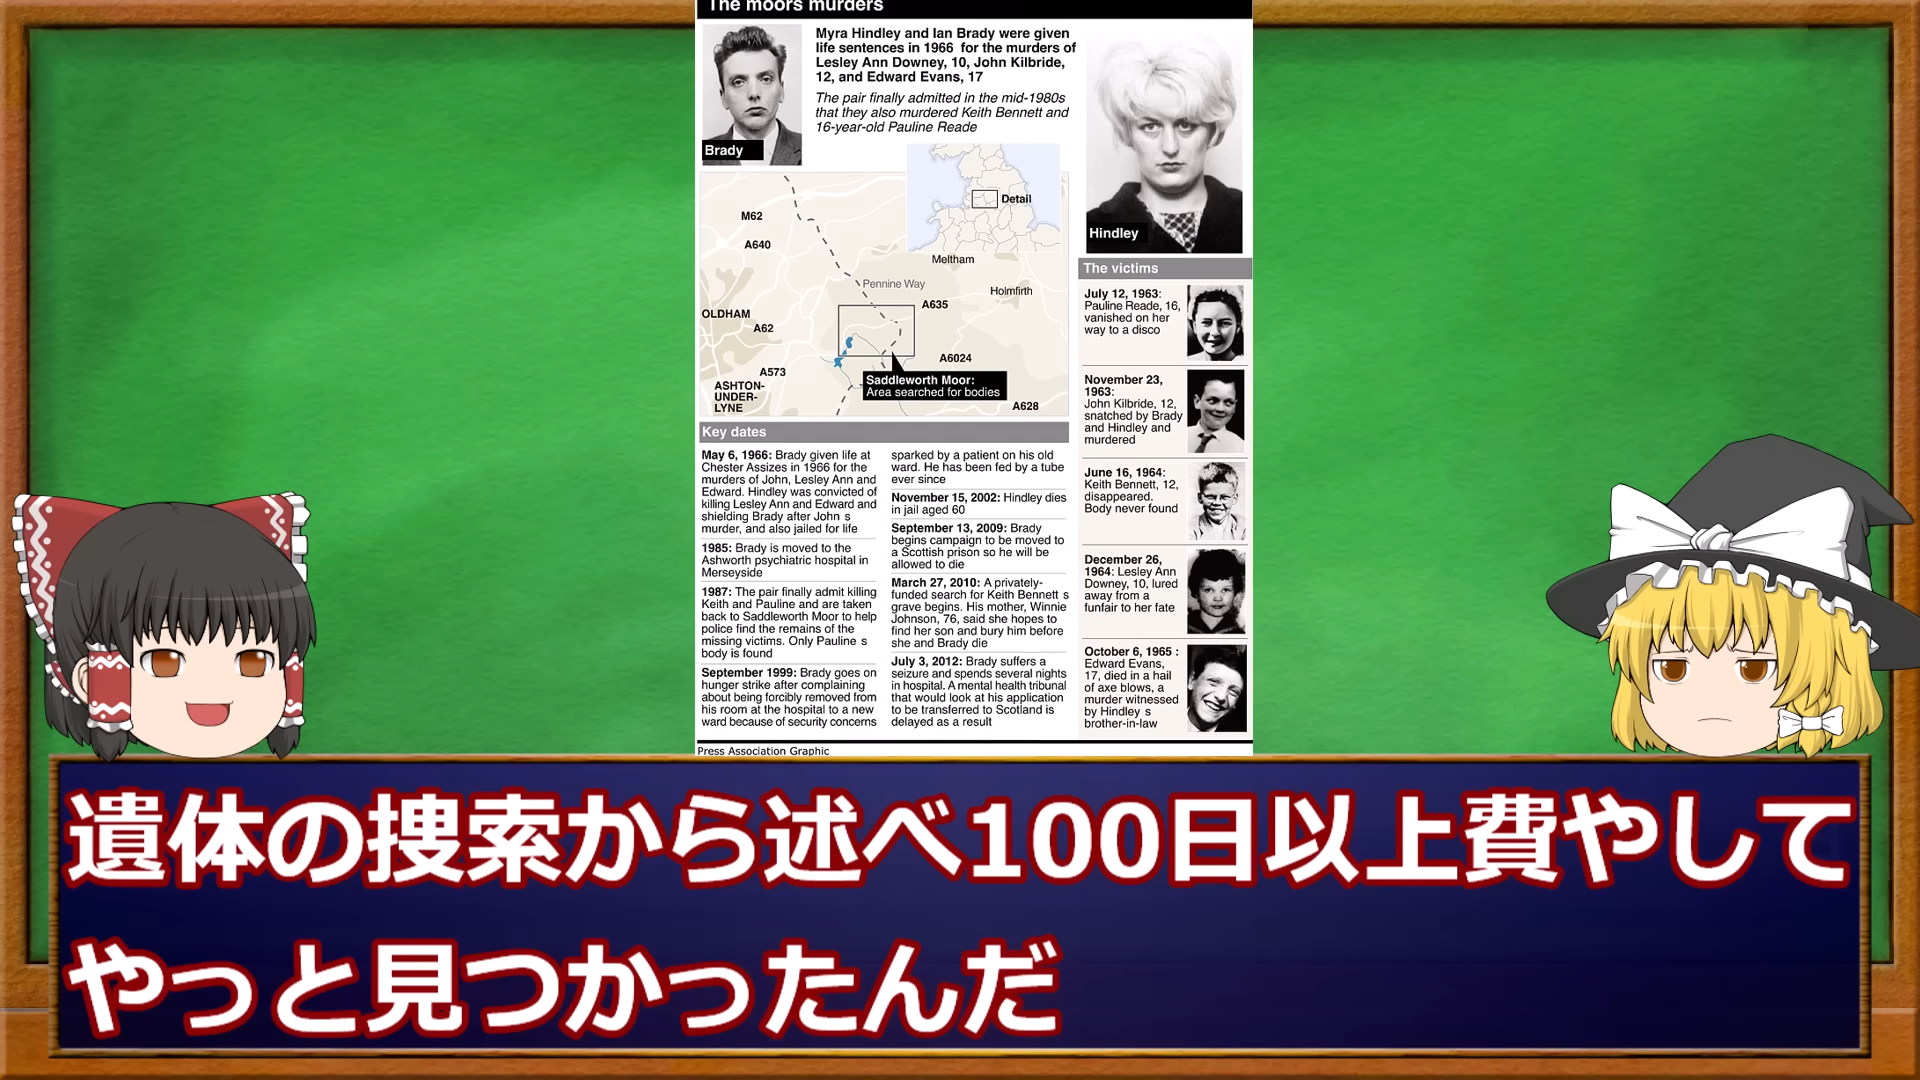 The moors murders
Myra Hindley and Ian Brady were given
life sentences in 1966 for the murders of
Lesley Ann Downey, 10, John Kilbride,
12, and Edward Evans, 17
The pair finally admitted in the mid-1980s
that they also murdered Keith Bennett and
16-year-old Pauline Reade
Brady
Hindley
Detail
M62
A640
Meltham
Pennine Way
Holmfirth
A635
OLDHAM
A62
A6024
A573
Saddleworth Moor:
Area searched for bodies
ASHTON-
UNDER-
LYNE
A628
Key dates
May 6, 1966: Brady given life at
Chester Assizes in 1966 for the
murders of John, Lesley Ann and
Edward. Hindley was convicted of
killing Lesley Ann and Edward and
shielding Brady after John s
murder, and also jailed for life
1985: Brady is moved to the
Ashworth psychiatric hospital in
Merseyside
1987: The pair finally admit killing
Keith and Pauline and are taken
back to Saddleworth Moor to help
police find the remains of the
missing victims. Only Pauline s
body is found
September 1999: Brady goes on
hunger strike after complaining
about being forcibly removed from
his room at the hospital to a new
ward because of security concerns
sparked by a patient on his old
ward. He has been fed by a tube
ever since
November 15, 2002: Hindley dies
in jail aged 60
September 13, 2009: Brady
begins campaign to be moved to
a Scottish prison so he will be
allowed to die
March 27, 2010: A privately-
funded search for Keith Bennett s
grave begins. His mother, Winnie
Johnson, 76, said she hopes to
find her son and bury him before
she and Brady die
July 3, 2012: Brady suffers a
seizure and spends several nights
in hospital. A mental health tribunal
that would look at his application
to be transferred to Scotland is
delayed as a result
The victims
July 12, 1963:
Pauline Reade, 16,
vanished on her
way to a disco
November 23,
1963:
John Kilbride, 12,
snatched by Brady
and Hindley and
murdered
June 16, 1964:
Keith Bennett, 12,
disappeared.
Body never found
December 26,
1964: Lesley Ann
Downey, 10, lured
away from a
funfair to her fate
October 6, 1965 :
Edward Evans,
17, died in a hail
of axe blows, a
murder witnessed
by Hindley s
brother-in-law
Press Association Graphic
遺体の捜索から述べ100日以上費やして
やっと見つかったんだ